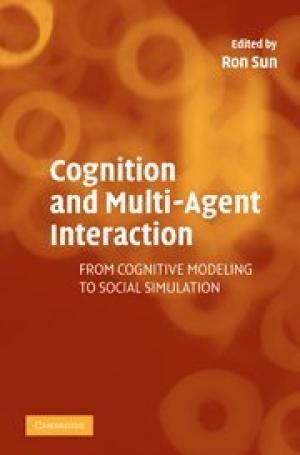 Edited by
Ron Sun
Cognition
and Multi-Agent
Interaction
FROM COGNITIVE MODELING
TO SOCIAL SIMULATION
CAMBRIDGE